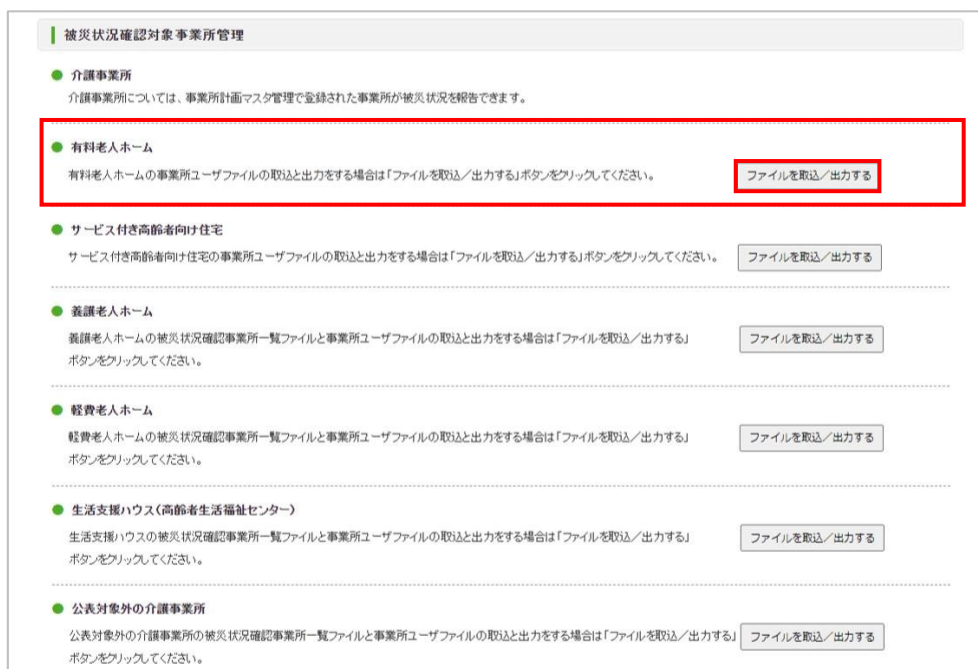 被災状況確認対象事業所管理
介護事業所
介護事業所については、事業所計画マスタ管理で登録された事業所が被災状況を報告できます。
有料老人ホーム
有料老人ホームの事業所ユーザファイルの取込と出力をする場合は「ファイルを取込／出力する」ボタンをクリックしてください。
ファイルを取込／出力する
サービス付き高齢者向け住宅
サービス付き高齢者向け住宅の事業所ユーザファイルの取込と出力をする場合は「ファイルを取込／出力する」ボタンをクリックしてください。
ファイルを取込／出力する
養護老人ホーム
養護老人ホームの被災状況確認事業所一覧ファイルと事業所ユーザファイルの取込と出力をする場合は「ファイルを取込／出力する」
ボタンをクリックしてください。
ファイルを取込／出力する
軽費老人ホーム
軽費老人ホームの被災状況確認事業所一覧ファイルと事業所ユーザファイルの取込と出力をする場合は「ファイルを取込／出力する」
ボタンをクリックしてください。
ファイルを取込／出力する
生活支援ハウス(高齢者生活福祉センター)
生活支援ハウスの被災状況確認事業所一覧ファイルと事業所ユーザファイルの取込と出力をする場合は「ファイルを取込／出力する」
ボタンをクリックしてください。
ファイルを取込／出力する
公表対象外の介護事業所
公表対象外の介護事業所の被災状況確認事業所一覧ファイルと事業所ユーザファイルの取込と出力をする場合は「ファイルを取込／出力する」
ボタンをクリックしてください。
ファイルを取込／出力する